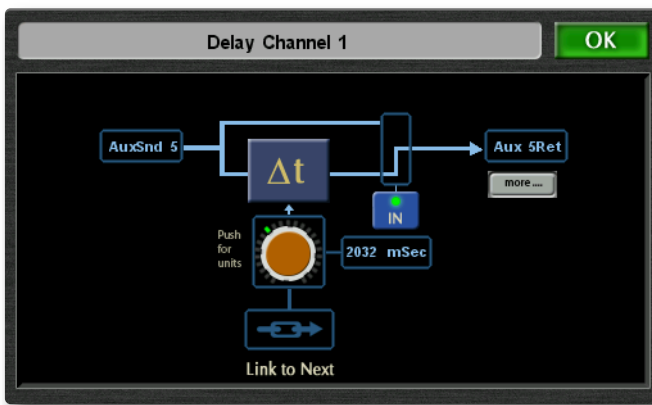 Delay Channel 1
OK
AuxSnd 5
Δt
Aux 5Ret
more ....
IN
Push
for
units
2032 mSec
Link to Next